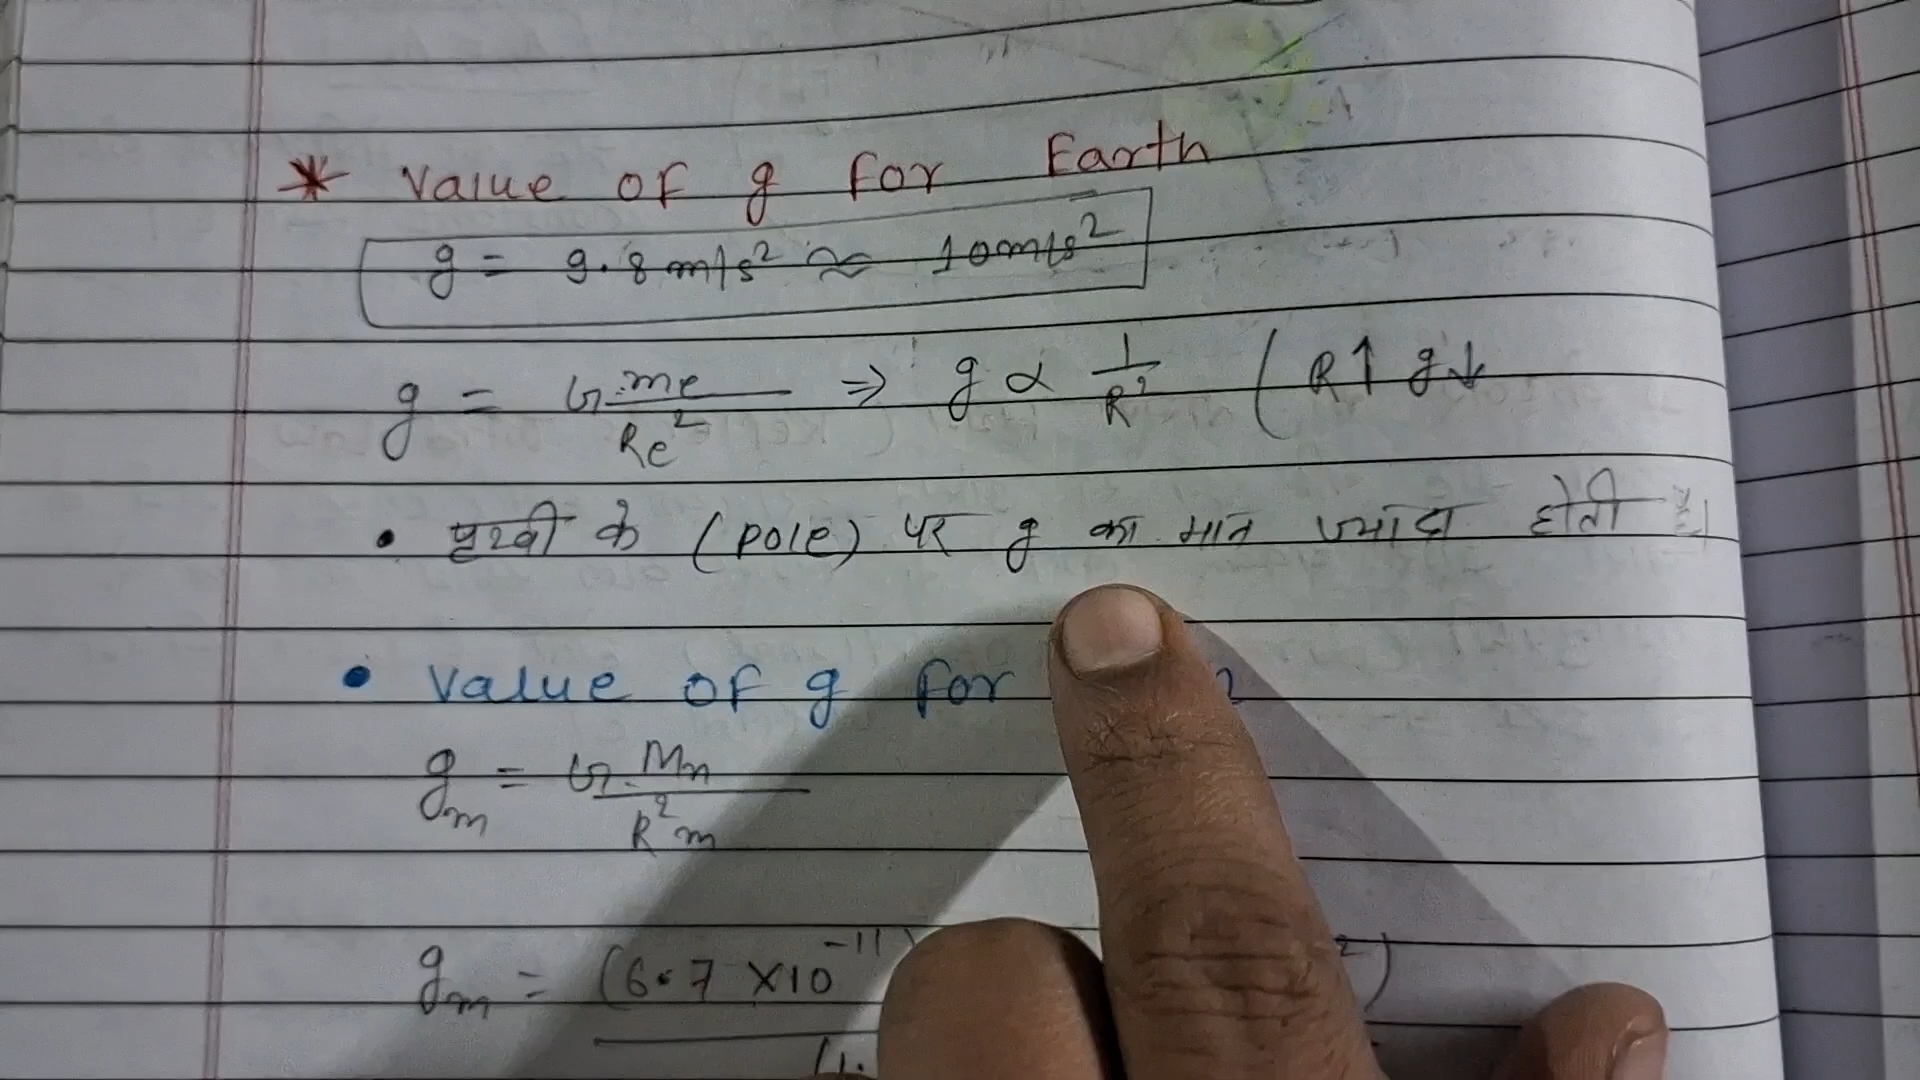 * Value of g for Earth
g = 9.8 m/s² ≈ 10 m/s²
g = G.me/Re² ⇒ g ∝ 1/R² ( R↑ g↓
• पृथ्वी के (pole) पर g का मान ज्यादा होती है।
• Value of g for
gm = G.Mm/R²m
gm = (6.7 ×10⁻¹¹)